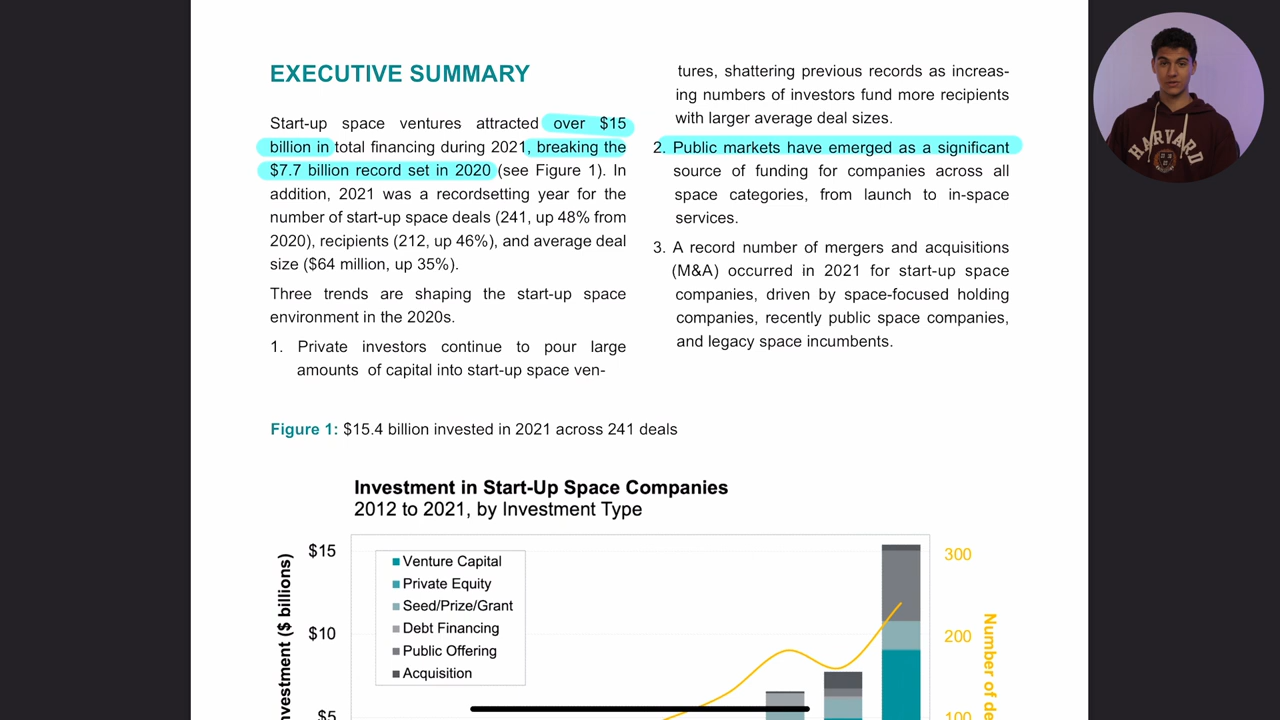 EXECUTIVE SUMMARY
Start-up space ventures attracted over $15
billion in total financing during 2021, breaking the
$7.7 billion record set in 2020 (see Figure 1). In
addition, 2021 was a recordsetting year for the
number of start-up space deals (241, up 48% from
2020), recipients (212, up 46%), and average deal
size ($64 million, up 35%).
Three trends are shaping the start-up space
environment in the 2020s.
1. Private investors continue to pour large
amounts of capital into start-up space ven-
tures, shattering previous records as increas-
ing numbers of investors fund more recipients
with larger average deal sizes.
2. Public markets have emerged as a significant
source of funding for companies across all
space categories, from launch to in-space
services.
3. A record number of mergers and acquisitions
(M&A) occurred in 2021 for start-up space
companies, driven by space-focused holding
companies, recently public space companies,
and legacy space incumbents.
Figure 1: $15.4 billion invested in 2021 across 241 deals
Investment in Start-Up Space Companies
2012 to 2021, by Investment Type
$15
$10
$5
Venture Capital
Private Equity
Seed/Prize/Grant
Debt Financing
Public Offering
Acquisition
300
200
100
($ billions)
Number of
HARVARD